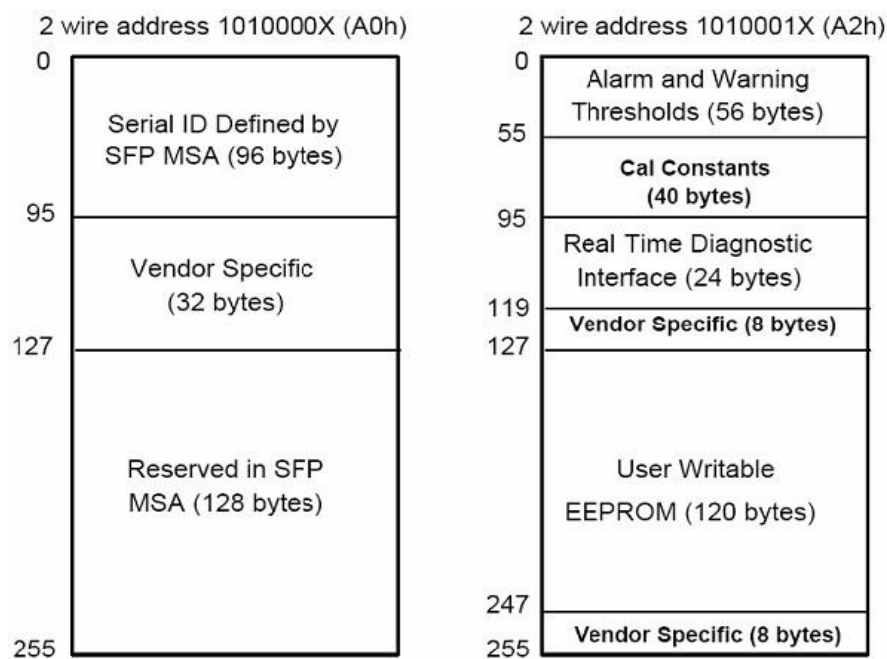 2 wire address 1010000X (A0h)
0
Serial ID Defined by
SFP MSA (96 bytes)
95
Vendor Specific
(32 bytes)
127
Reserved in SFP
MSA (128 bytes)
255
2 wire address 1010001X (A2h)
0
Alarm and Warning
Thresholds (56 bytes)
55
Cal Constants
(40 bytes)
95
Real Time Diagnostic
Interface (24 bytes)
119
Vendor Specific (8 bytes)
127
User Writable
EEPROM (120 bytes)
247
Vendor Specific (8 bytes)
255